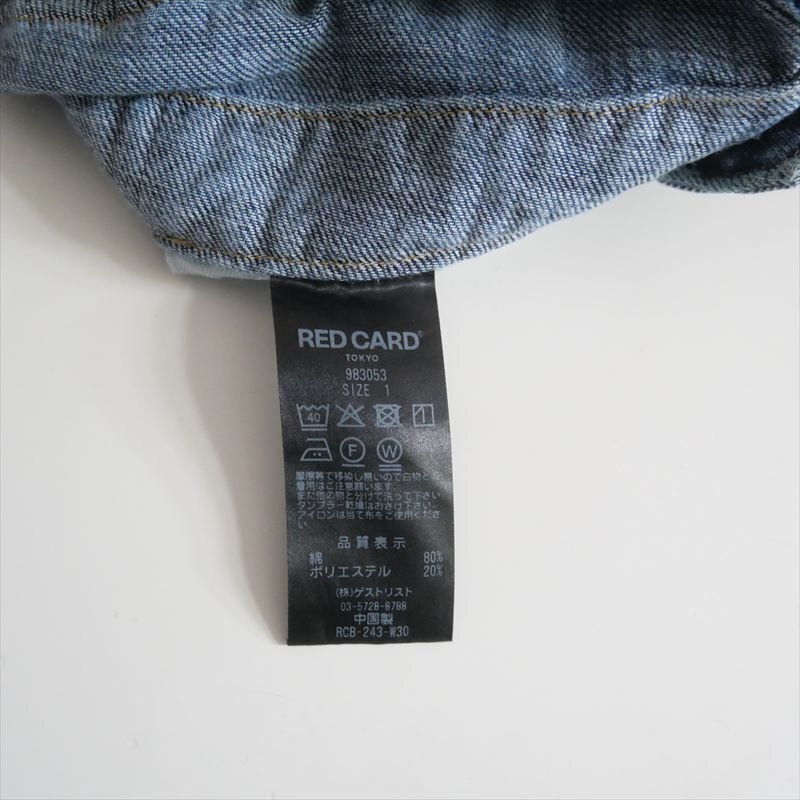 RED CARD®
TOKYO
983053
SIZE 1
40
F W
摩擦等で移染し易いので白物との
着用はご注意願います。
また他の物と分けて洗って下さい
タンブラー乾燥はおさけ下さい。
アイロンは当て布をご使用くださ
い
品質表示
綿 80%
ポリエステル 20%
(株)ゲストリスト
03-5728-8788
中国製
RCB-243-W30